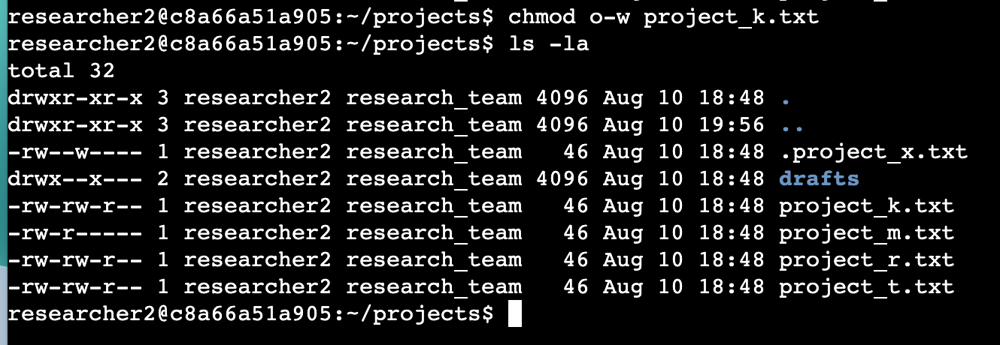 researcher2@c8a66a51a905:~/projects$ chmod o-w project_k.txt
researcher2@c8a66a51a905:~/projects$ ls -la
total 32
drwxr-xr-x 3 researcher2 research_team 4096 Aug 10 18:48 .
drwxr-xr-x 3 researcher2 research_team 4096 Aug 10 19:56 ..
-rw--w---- 1 researcher2 research_team   46 Aug 10 18:48 .project_x.txt
drwx--x--- 2 researcher2 research_team 4096 Aug 10 18:48 drafts
-rw-rw-r-- 1 researcher2 research_team   46 Aug 10 18:48 project_k.txt
-rw-r----- 1 researcher2 research_team   46 Aug 10 18:48 project_m.txt
-rw-rw-r-- 1 researcher2 research_team   46 Aug 10 18:48 project_r.txt
-rw-rw-r-- 1 researcher2 research_team   46 Aug 10 18:48 project_t.txt
researcher2@c8a66a51a905:~/projects$